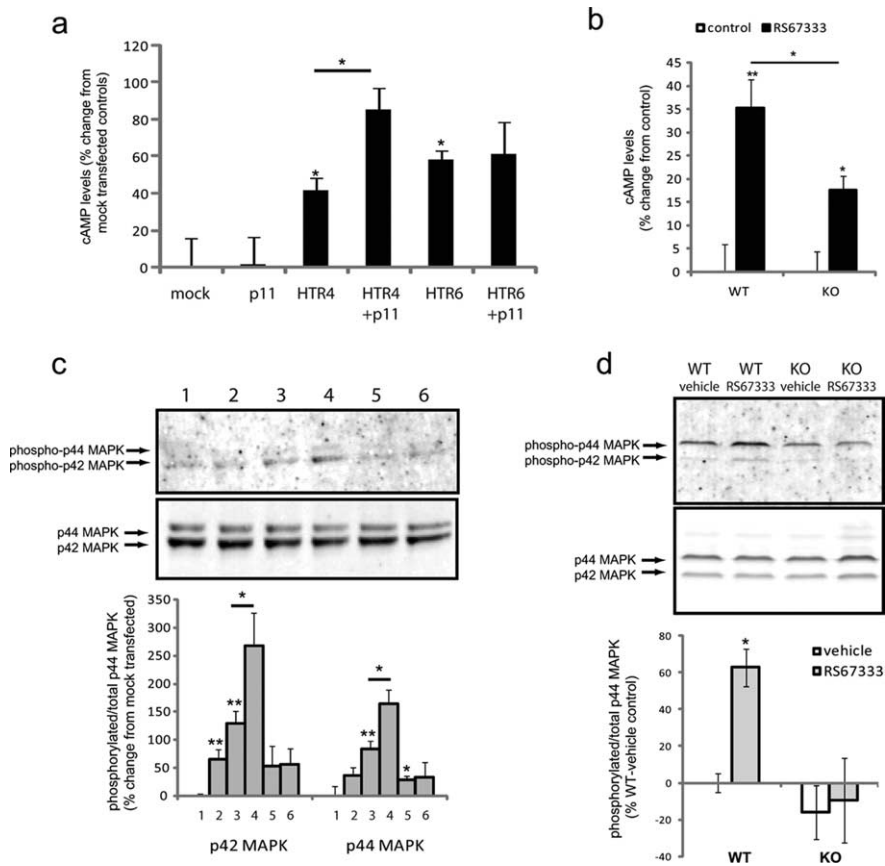 a
cAMP levels (% change from
mock transfected controls)
120
100
80
60
40
20
0
*
*
*
mock
p11
HTR4
HTR4
+p11
HTR6
HTR6
+p11
b
control
RS67333
cAMP levels
(% change from control)
45
40
35
30
25
20
15
10
5
0
*
**
*
WT
KO
c
1 2 3 4 5 6
phospho-p44 MAPK
phospho-p42 MAPK
p44 MAPK
p42 MAPK
phosphorylated/total p44 MAPK
(% change from mock transfected)
350
300
250
200
150
100
50
0
*
**
**
*
**
*
1 2 3 4 5 6
1 2 3 4 5 6
p42 MAPK
p44 MAPK
d
WT
vehicle
WT
RS67333
KO
vehicle
KO
RS67333
phospho-p44 MAPK
phospho-p42 MAPK
p44 MAPK
p42 MAPK
phosphorylated/total p44 MAPK
(% WT-vehicle control)
80
60
40
20
0
-20
-40
*
vehicle
RS67333
WT
KO